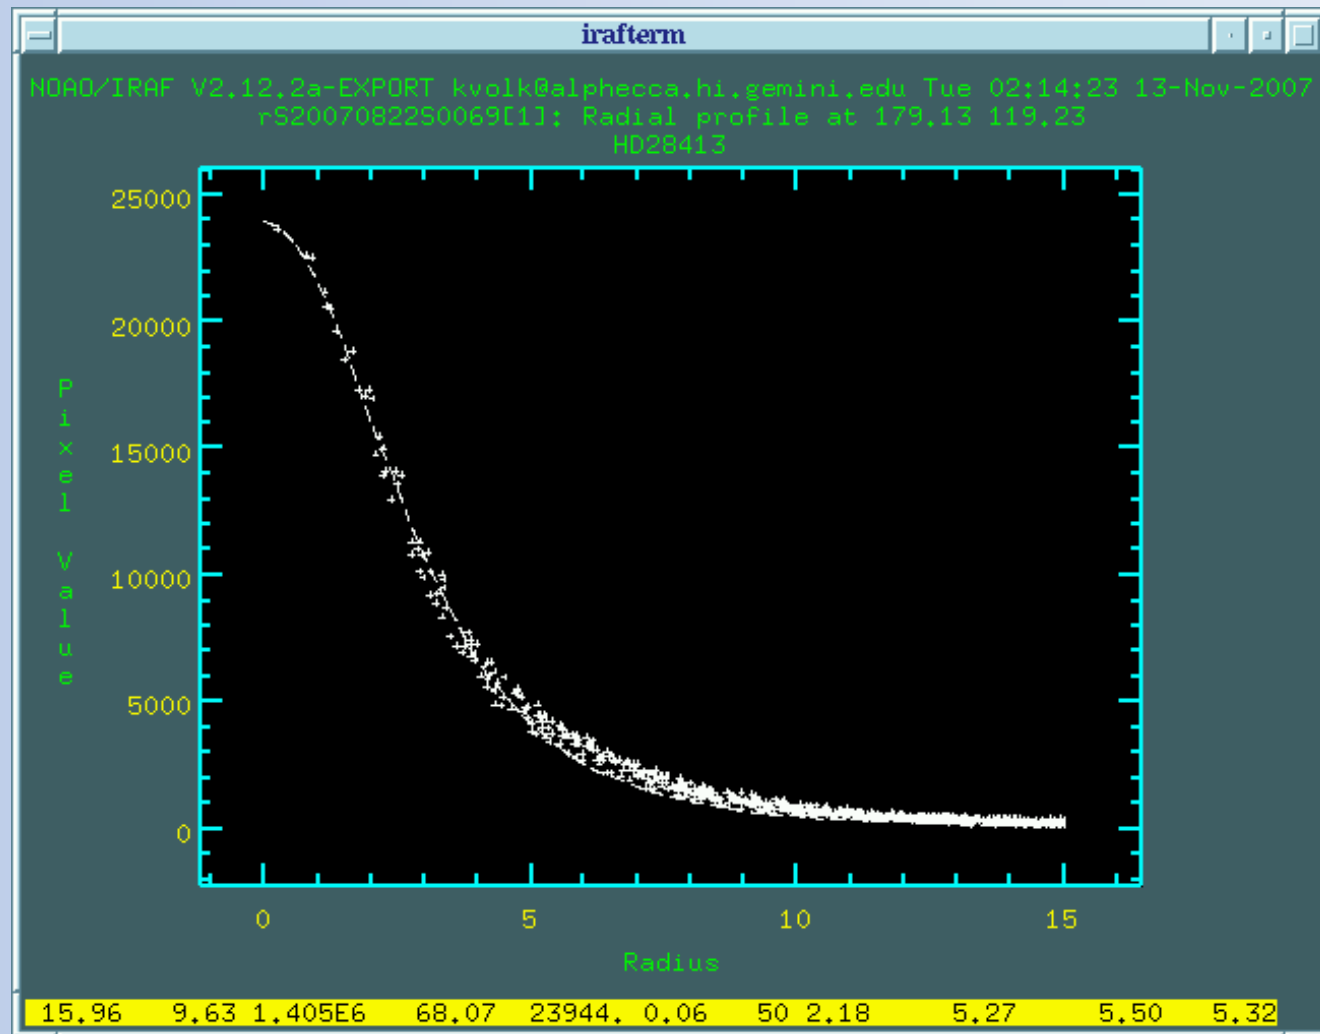 irafterm
NOAO/IRAF V2.12.2a-EXPORT kvolk@alphecca.hi.gemini.edu Tue 02:14:23 13-Nov-2007
rS20070822S0069[1]: Radial profile at 179.13 119.23
HD28413
25000
20000
15000
10000
5000
0
Pixel Value
0 5 10 15
Radius
15.96 9.63 1.405E6 68.07 23944. 0.06 50 2.18 5.27 5.50 5.32